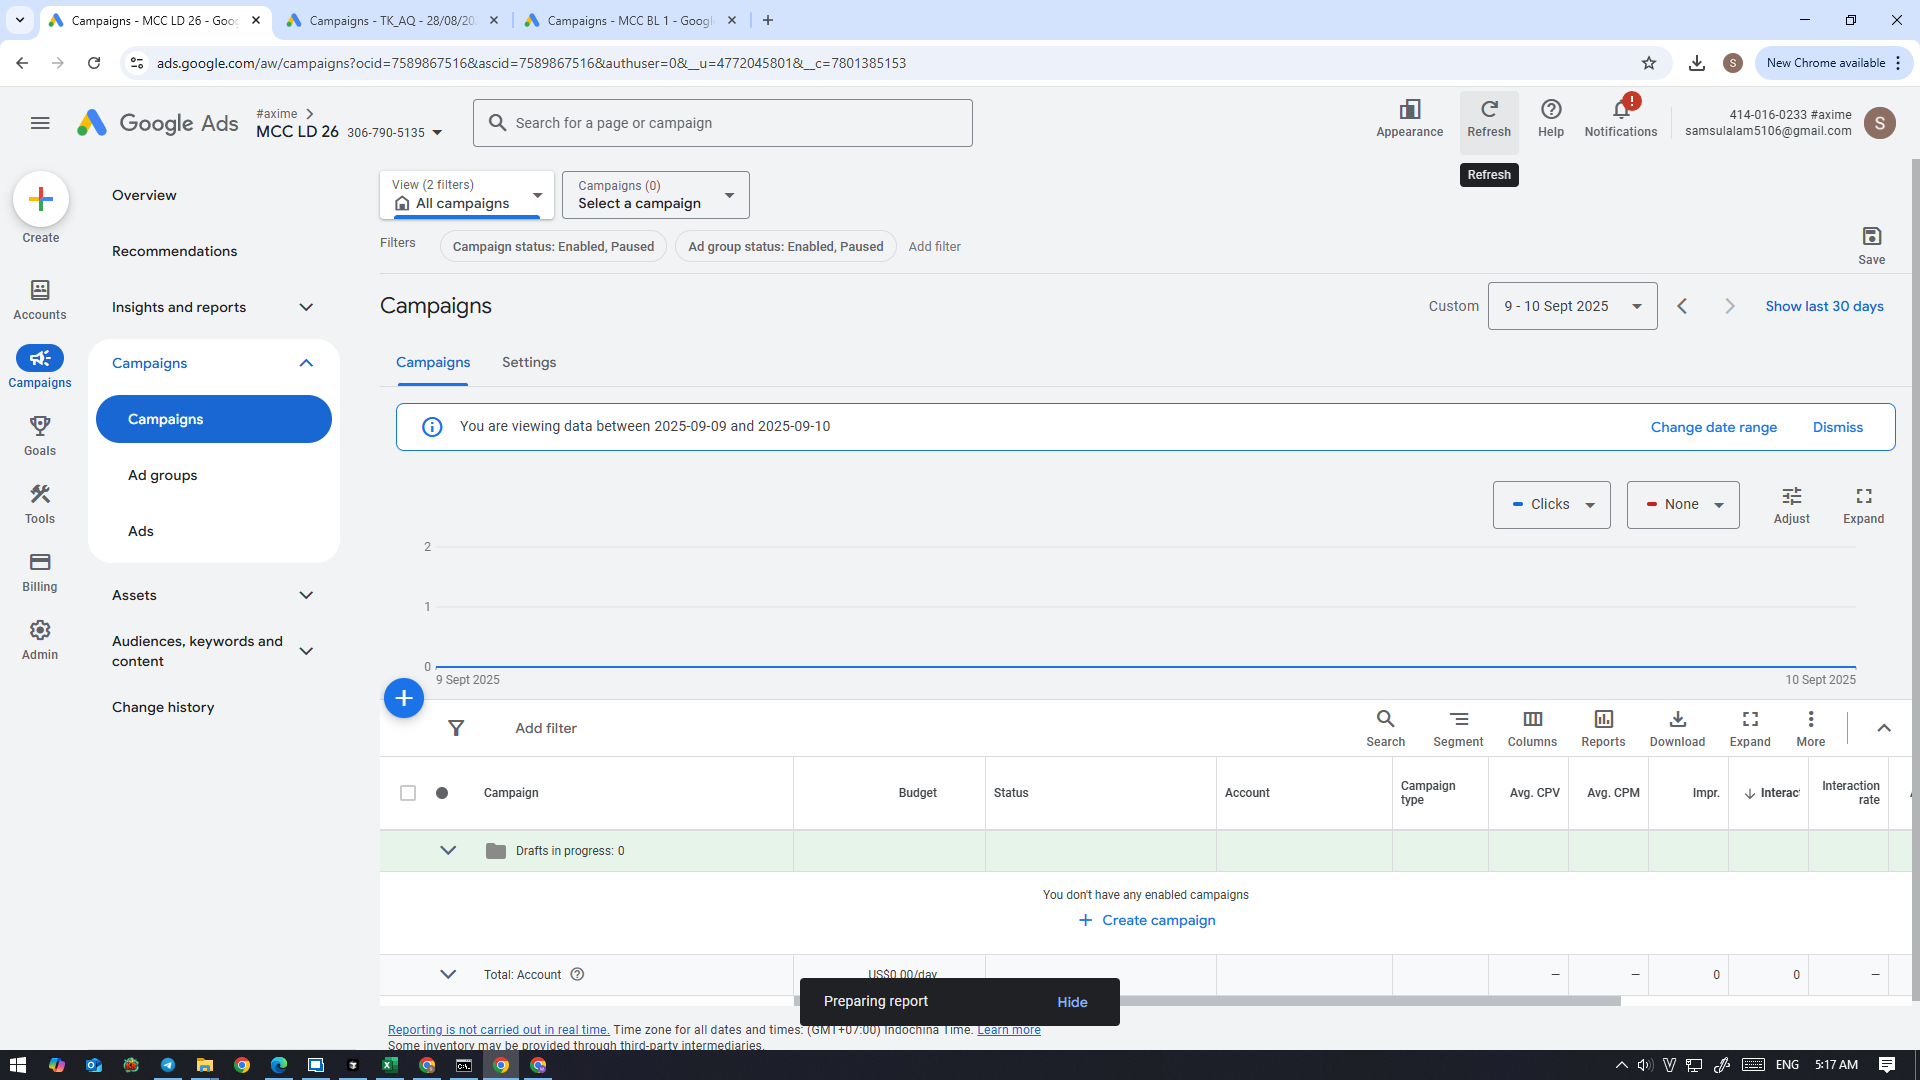 Campaigns - MCC LD 26 - Goo
Campaigns - TK_AQ - 28/08/20
Campaigns - MCC BL 1 - Googl
ads.google.com/aw/campaigns?ocid=7589867516&ascid=7589867516&authuser=0&__u=4772045801&__c=7801385153
S
New Chrome available
Google Ads
#axime
MCC LD 26 306-790-5135
Search for a page or campaign
Appearance
Refresh
Help
Notifications
414-016-0233 #axime
samsulalam5106@gmail.com
S
Refresh
Create
Accounts
Campaigns
Goals
Tools
Billing
Admin
Overview
Recommendations
Insights and reports
Campaigns
Campaigns
Ad groups
Ads
Assets
Audiences, keywords and
content
Change history
View (2 filters)
All campaigns
Campaigns (0)
Select a campaign
Filters
Campaign status: Enabled, Paused
Ad group status: Enabled, Paused
Add filter
Save
Campaigns
Custom
9 - 10 Sept 2025
Show last 30 days
Campaigns
Settings
You are viewing data between 2025-09-09 and 2025-09-10
Change date range
Dismiss
Clicks
None
Adjust
Expand
2
1
0
9 Sept 2025
10 Sept 2025
Add filter
Search
Segment
Columns
Reports
Download
Expand
More
Campaign
Budget
Status
Account
Campaign
type
Avg. CPV
Avg. CPM
Impr.
Interac
Interaction
rate
Drafts in progress: 0
You don't have any enabled campaigns
Create campaign
Total: Account
US$0.00/day
—
—
0
0
—
Preparing report
Hide
Reporting is not carried out in real time. Time zone for all dates and times: (GMT+07:00) Indochina Time. Learn more
Some inventory may be provided through third-party intermediaries.
ENG
5:17 AM